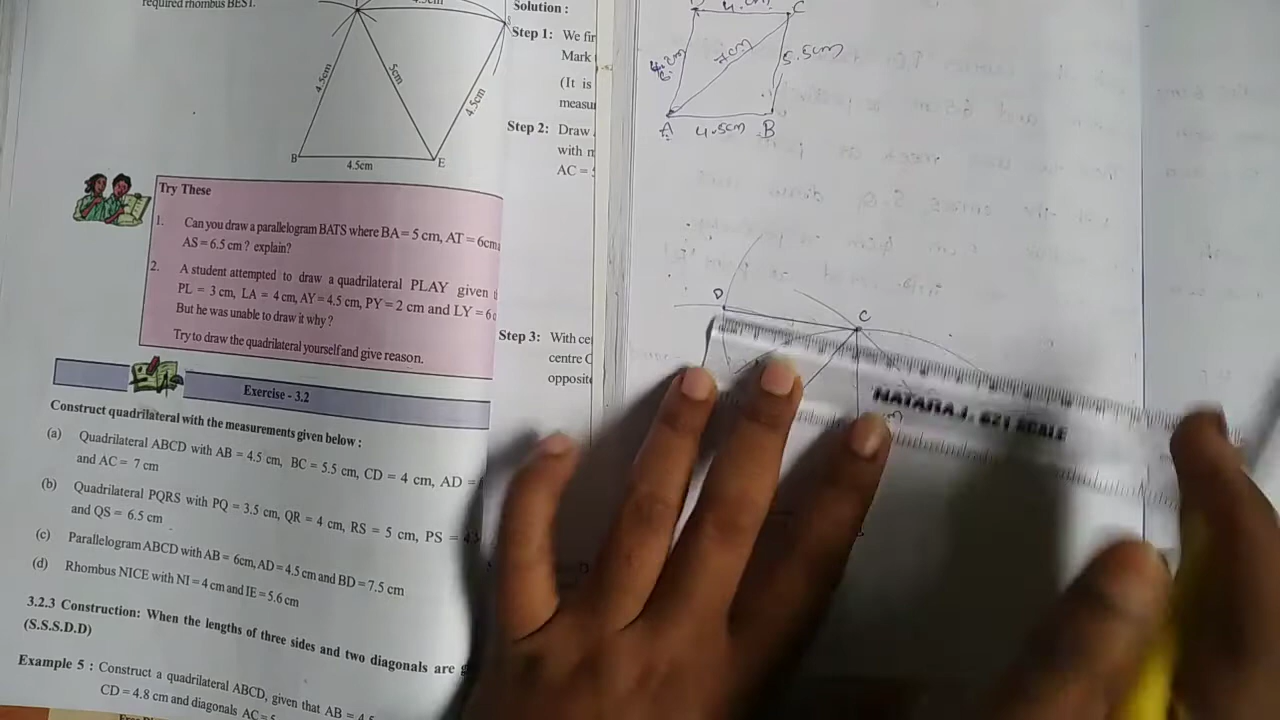 required rhombus BEST.
4.5cm
5cm
4.5cm
B
4.5cm
E
Try These
1. Can you draw a parallelogram BATS where BA = 5 cm, AT = 6cm
AS = 6.5 cm ? explain?
2. A student attempted to draw a quadrilateral PLAY given
PL = 3 cm, LA = 4 cm, AY = 4.5 cm, PY = 2 cm and LY = 6
But he was unable to draw it why ?
Try to draw the quadrilateral yourself and give reason.
Exercise - 3.2
Construct quadrilateral with the measurements given below :
(a) Quadrilateral ABCD with AB = 4.5 cm, BC = 5.5 cm, CD = 4 cm, AD =
and AC = 7 cm
(b) Quadrilateral PQRS with PQ = 3.5 cm, QR = 4 cm, RS = 5 cm, PS =
and QS = 6.5 cm
(c) Parallelogram ABCD with AB = 6cm, AD = 4.5 cm and BD = 7.5 cm
(d) Rhombus NICE with NI = 4 cm and IE = 5.6 cm
3.2.3 Construction: When the lengths of three sides and two diagonals are
(S.S.S.D.D)
Example 5 : Construct a quadrilateral ABCD, given that AB = 4.5
CD = 4.8 cm and diagonals AC =
Solution :
Step 1: We fir
Mark
(It is
measu
Step 2: Draw
with
AC =
Step 3: With ce
centre C
opposit
C
7cm
5.5cm
A
4.5cm
B
D
C
NATARAJ. 621 SCALE